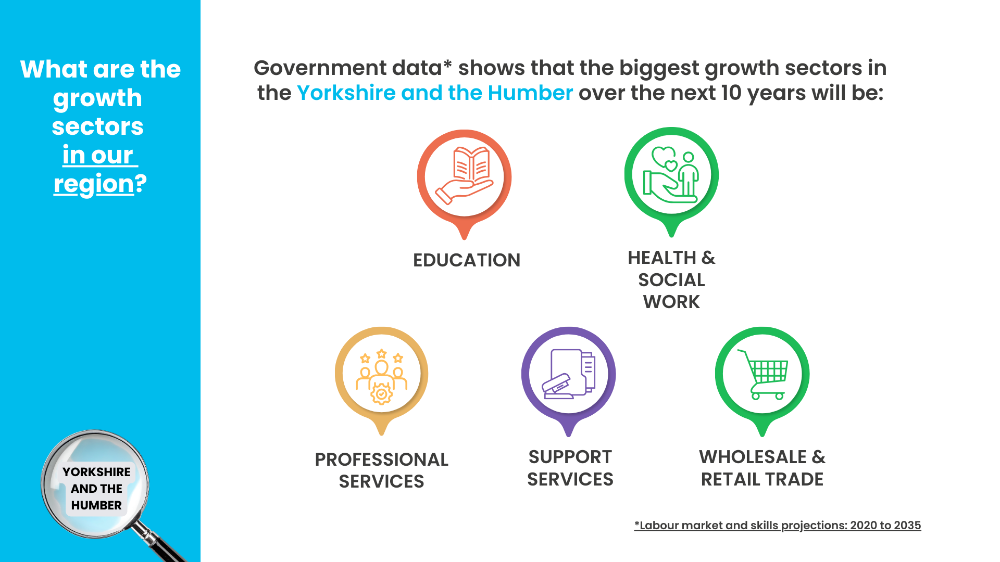 What are the
growth
sectors
in our
region?
Government data* shows that the biggest growth sectors in
the Yorkshire and the Humber over the next 10 years will be:
EDUCATION
HEALTH &
SOCIAL
WORK
PROFESSIONAL
SERVICES
SUPPORT
SERVICES
WHOLESALE &
RETAIL TRADE
YORKSHIRE
AND THE
HUMBER
*Labour market and skills projections: 2020 to 2035